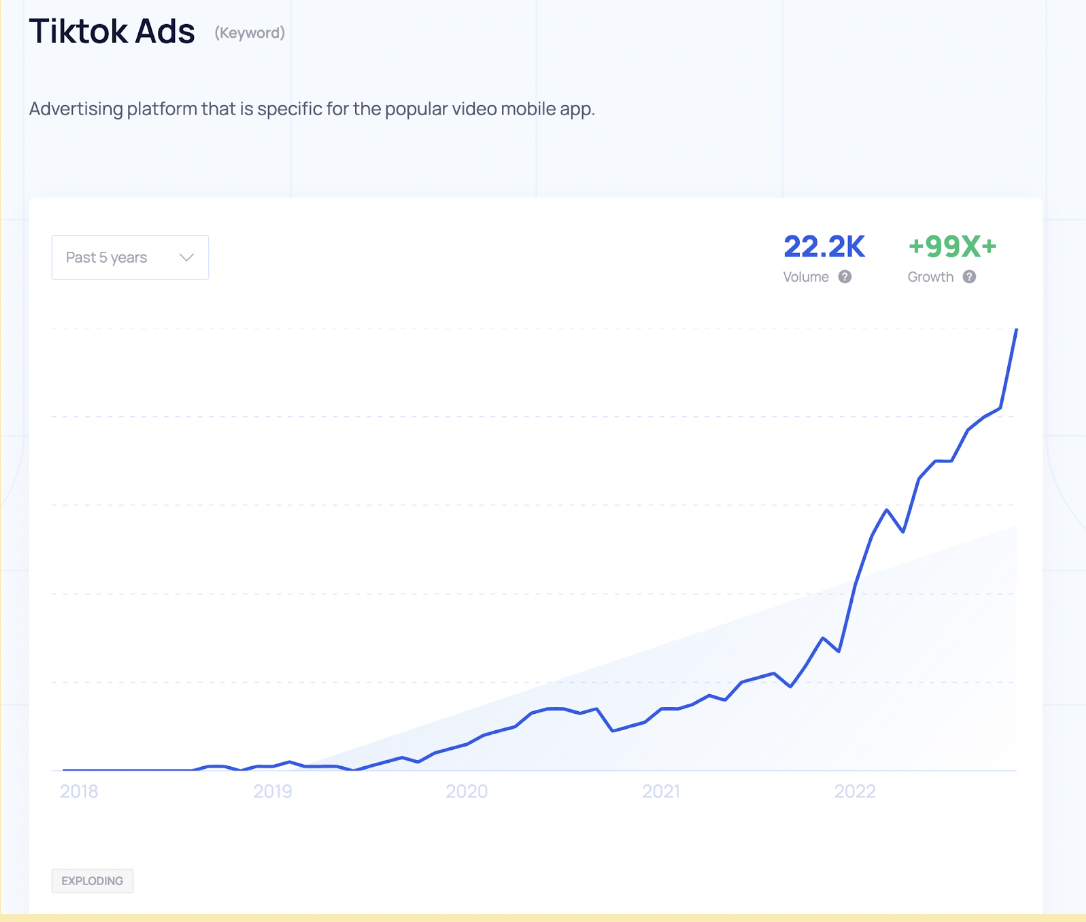 Tiktok Ads (Keyword)
Advertising platform that is specific for the popular video mobile app.
Past 5 years
22.2K +99X+
Volume ? Growth ?
2018 2019 2020 2021 2022
EXPLODING